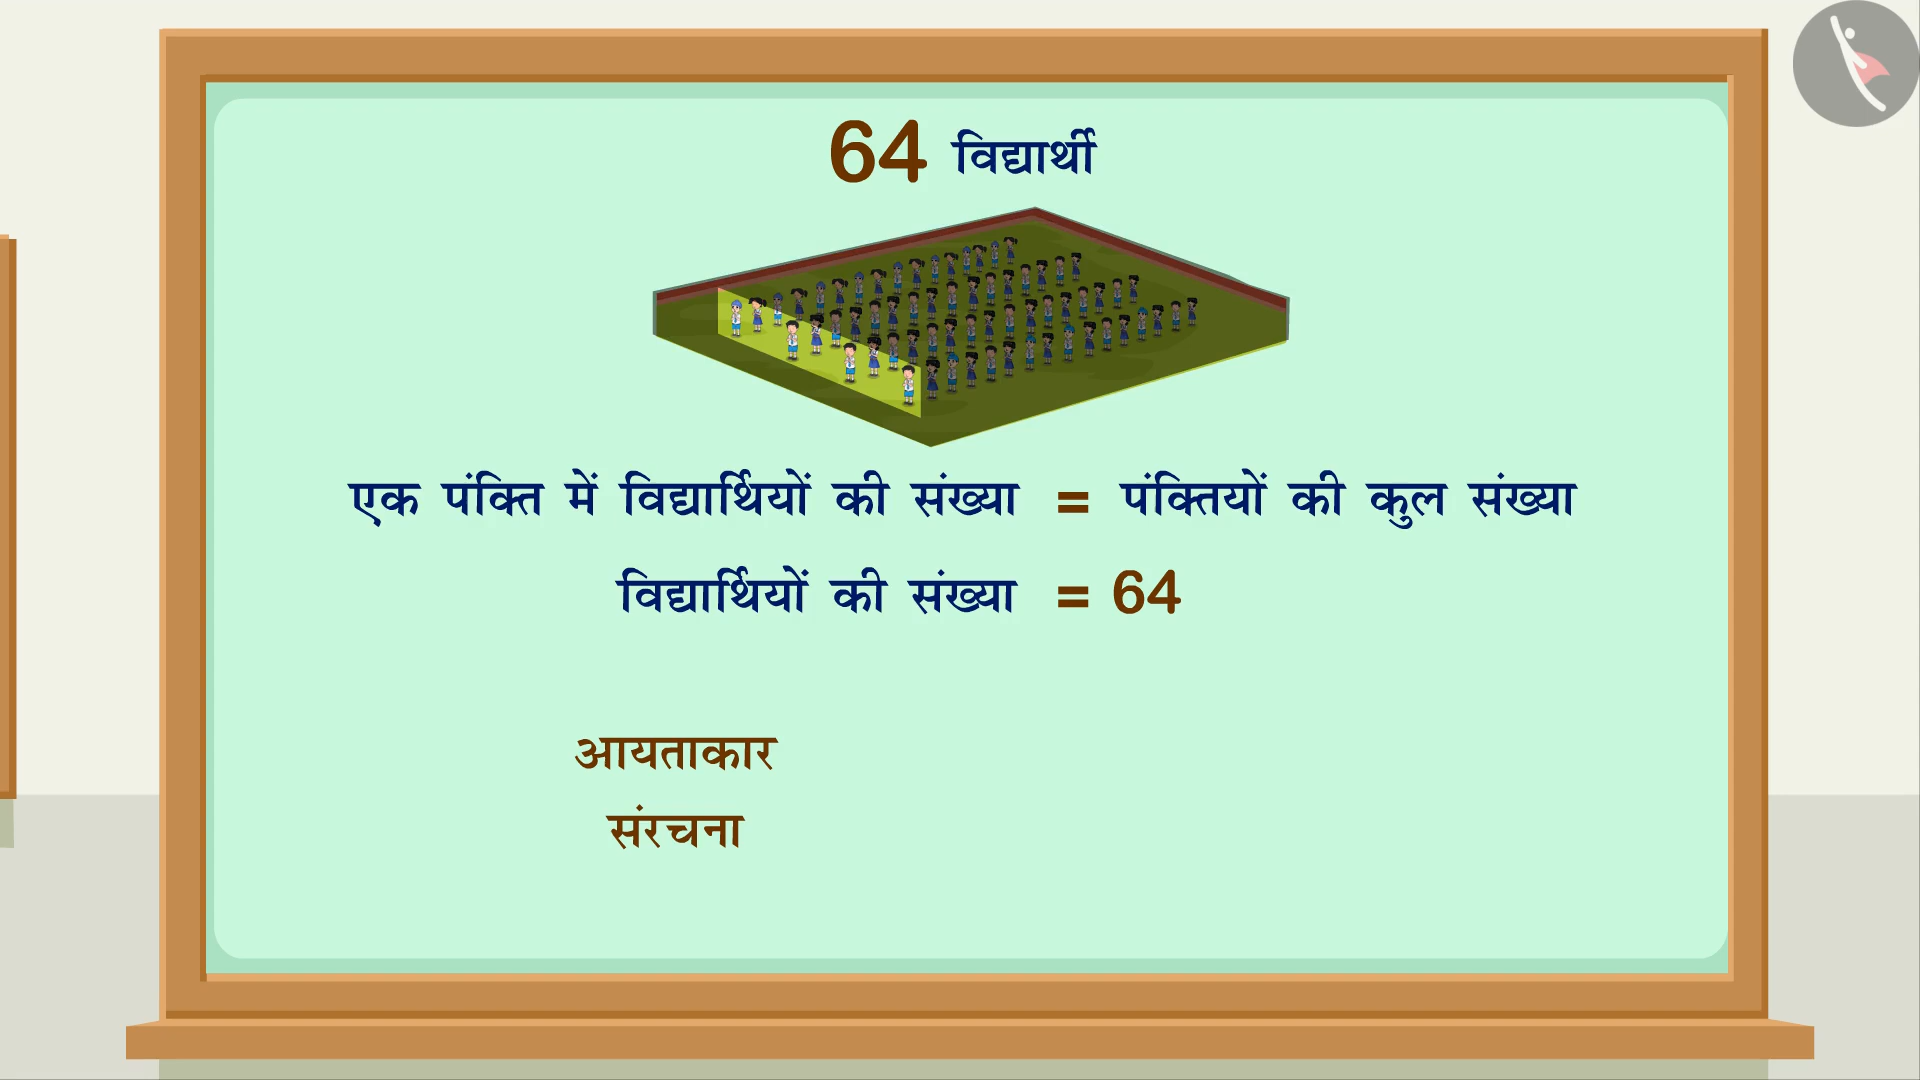 64 विद्यार्थी
एक पंक्ति में विद्यार्थियों की संख्या = पंक्तियों की कुल संख्या
विद्यार्थियों की संख्या = 64
आयताकार
संरचना